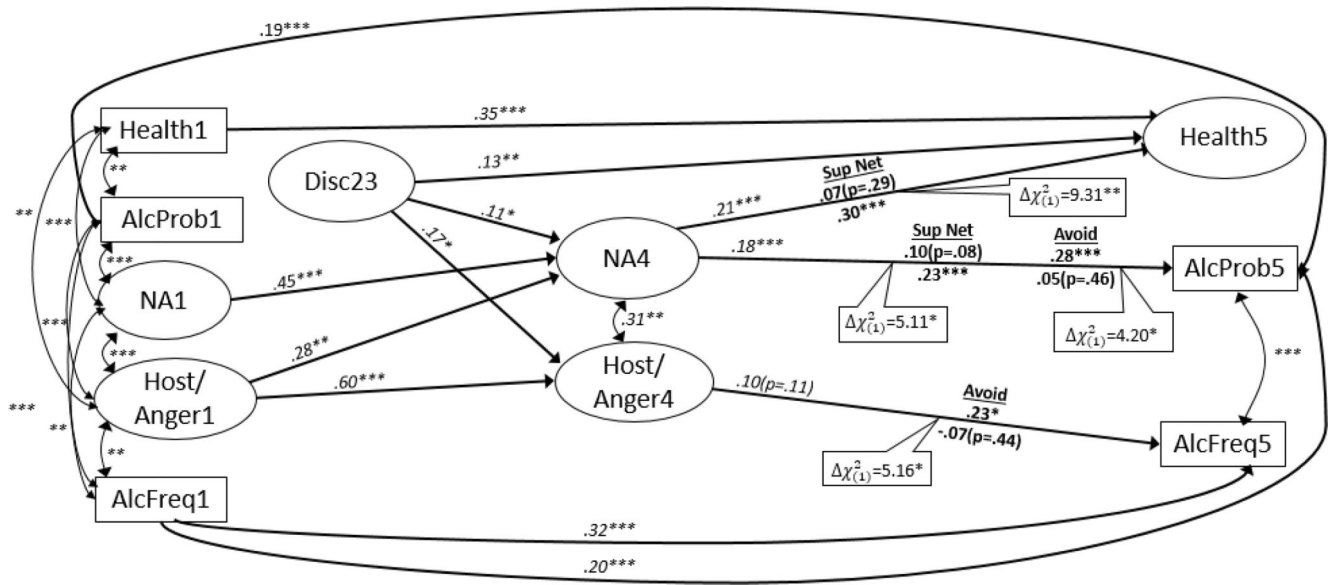 .19***
Health1
.35***
Health5
**
Disc23
.13**
Sup Net
.07(p=.29)
.30***
Δχ²(1)=9.31**
**
***
AlcProb1
.11*
.21***
.17*
Sup Net
.10(p=.08)
.23***
Avoid
.28***
.05(p=.46)
***
NA1
.45***
NA4
.18***
AlcProb5
Δχ²(1)=5.11*
Δχ²(1)=4.20*
***
***
.31**
***
Host/
Anger1
.28**
.60***
Host/
Anger4
.10(p=.11)
Avoid
.23*
-.07(p=.44)
AlcFreq5
***
**
**
Δχ²(1)=5.16*
AlcFreq1
.32***
.20***